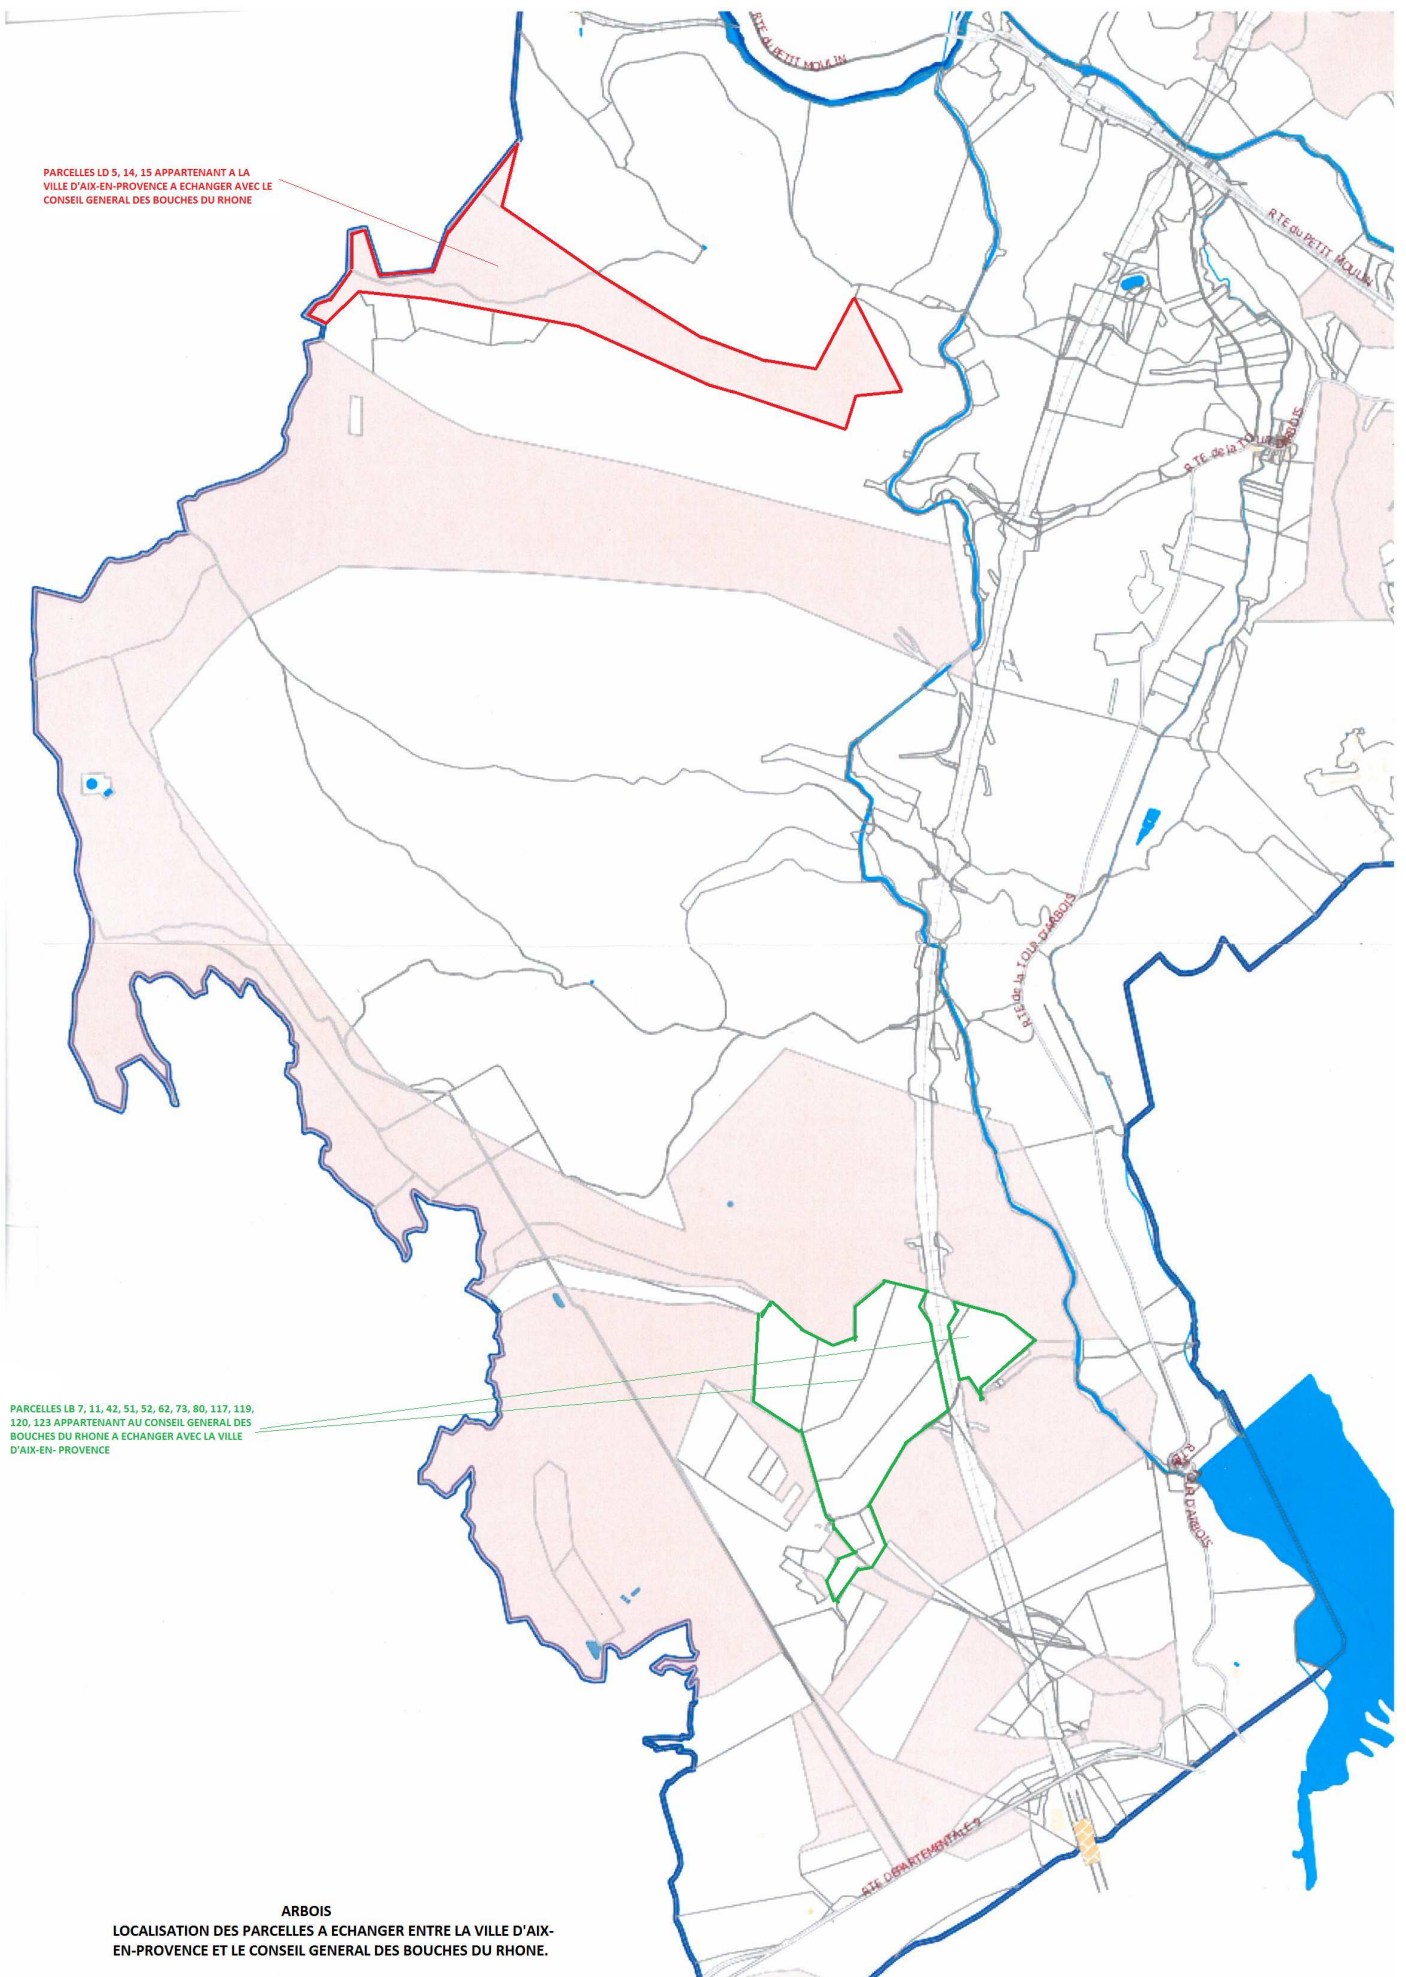 RTE du PETIT MOULIN
PARCELLES LD 5, 14, 15 APPARTENANT A LA
VILLE D'AIX-EN-PROVENCE A ECHANGER AVEC LE
CONSEIL GENERAL DES BOUCHES DU RHONE
RTE du PETIT MOULIN
RTE de la TOUR D'ARBOIS
RTE de la TOUR D'ARBOIS
PARCELLES LB 7, 11, 42, 51, 52, 62, 73, 80, 117, 119,
120, 123 APPARTENANT AU CONSEIL GENERAL DES
BOUCHES DU RHONE A ECHANGER AVEC LA VILLE
D'AIX-EN- PROVENCE
TOUR D'ARBOIS
RTE DEPARTEMENTALE 9
ARBOIS
LOCALISATION DES PARCELLES A ECHANGER ENTRE LA VILLE D'AIX-
EN-PROVENCE ET LE CONSEIL GENERAL DES BOUCHES DU RHONE.